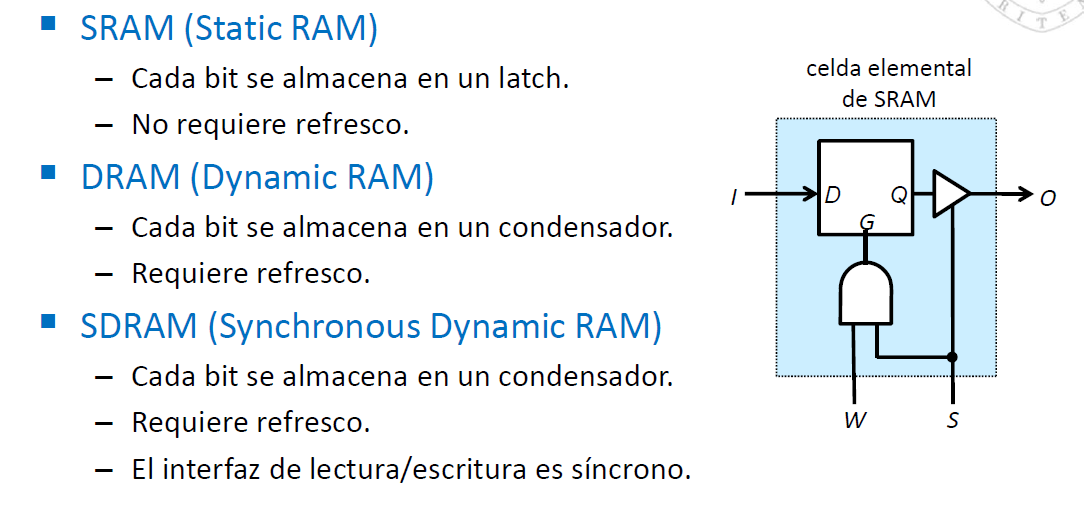 SRAM (Static RAM)
– Cada bit se almacena en un latch.
– No requiere refresco.
DRAM (Dynamic RAM)
– Cada bit se almacena en un condensador.
– Requiere refresco.
SDRAM (Synchronous Dynamic RAM)
– Cada bit se almacena en un condensador.
– Requiere refresco.
– El interfaz de lectura/escritura es síncrono.
celda elemental
de SRAM
I D Q O
G
W S